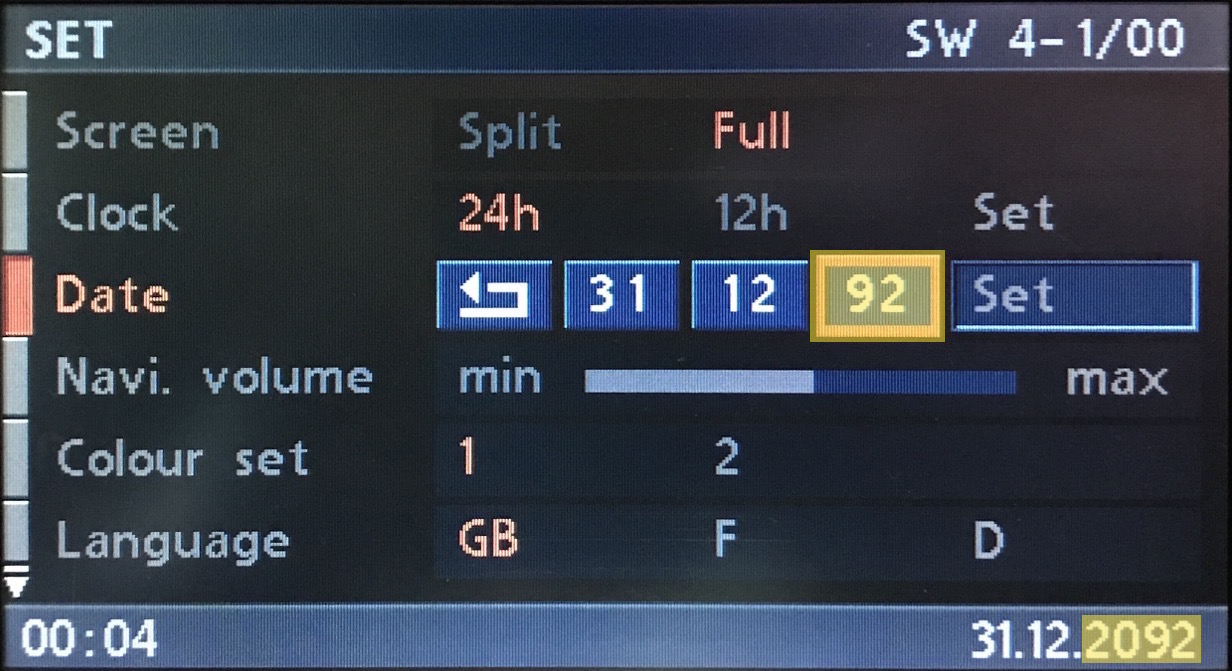 SET SW 4-1/00
Screen Split Full
Clock 24h 12h Set
Date 31 12 92 Set
Navi. volume min max
Colour set 1 2
Language GB F D
00:04 31.12.2092